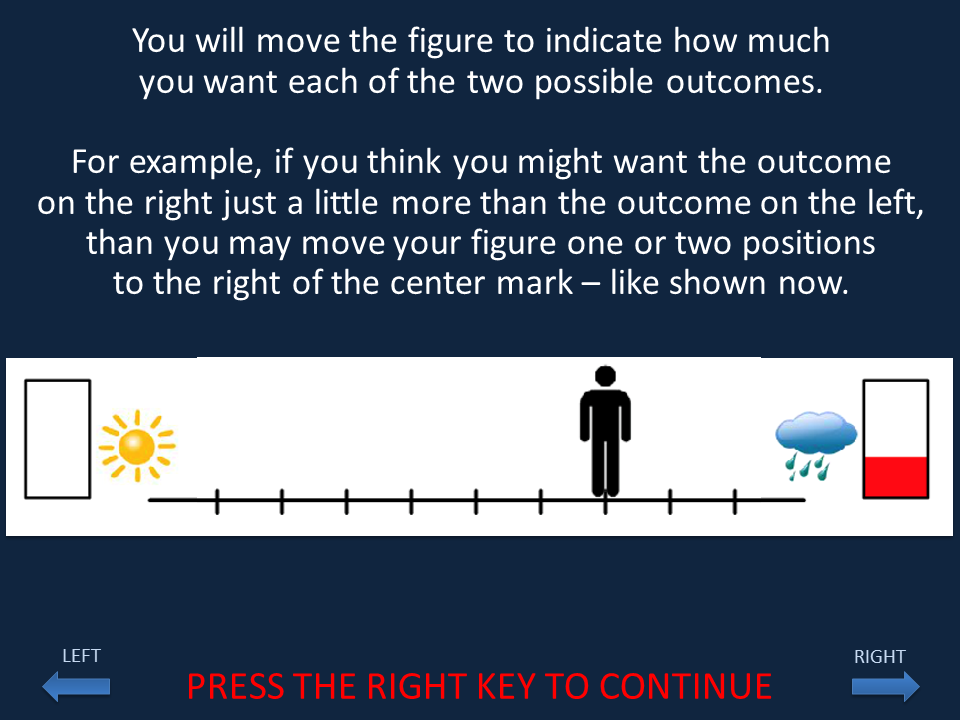 You will move the figure to indicate how much
you want each of the two possible outcomes.
For example, if you think you might want the outcome
on the right just a little more than the outcome on the left,
than you may move your figure one or two positions
to the right of the center mark – like shown now.
LEFT
RIGHT
PRESS THE RIGHT KEY TO CONTINUE